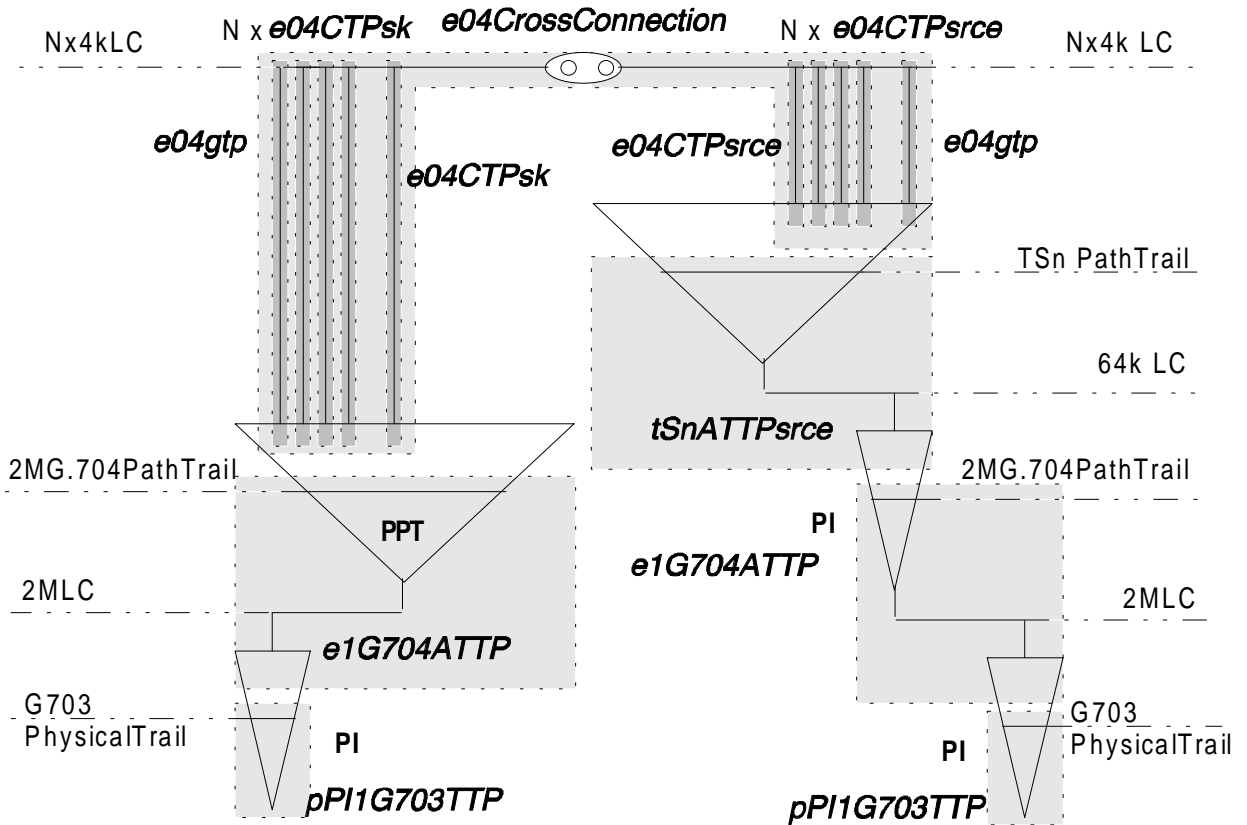 Nx4kLC
N x e04CTPsk
e04CrossConnection
N x e04CTPsrce
Nx4k LC
e04gtp
e04CTPsk
e04CTPsrce
e04gtp
TSn PathTrail
64k LC
tSnATTPsrce
2MG.704PathTrail
2MG.704PathTrail
PPT
PI
e1G704ATTP
2MLC
2MLC
e1G704ATTP
G703
PhysicalTrail
G703
PhysicalTrail
PI
PI
pPI1G703TTP
pPI1G703TTP